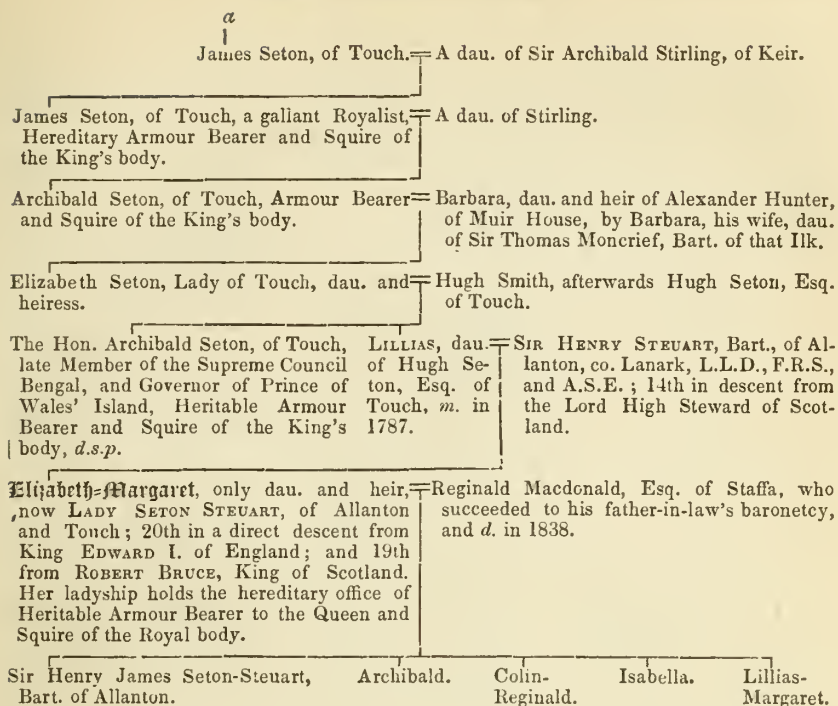 a
James Seton, of Touch. = A dau. of Sir Archibald Stirling, of Keir.
James Seton, of Touch, a gallant Royalist, = A dau. of Stirling.
Hereditary Armour Bearer and Squire of
the King's body.
Archibald Seton, of Touch, Armour Bearer = Barbara, dau. and heir of Alexander Hunter,
and Squire of the King's body. of Muir House, by Barbara, his wife, dau.
of Sir Thomas Moncrief, Bart. of that Ilk.
Elizabeth Seton, Lady of Touch, dau. and = Hugh Smith, afterwards Hugh Seton, Esq.
heiress. of Touch.
The Hon. Archibald Seton, of Touch,
late Member of the Supreme Council
Bengal, and Governor of Prince of
Wales' Island, Heritable Armour
Bearer and Squire of the King's
body, d.s.p.
LILLIAS, dau. =
of Hugh Se-
ton, Esq. of
Touch, m. in
1787.
SIR HENRY STEUART, Bart., of Al-
lanton, co. Lanark, L.L.D., F.R.S.,
and A.S.E. ; 14th in descent from
the Lord High Steward of Scot-
land.
Elizabeth=Margaret, only dau. and heir, =
now LADY SETON STEUART, of Allanton
and Touch ; 20th in a direct descent from
King EDWARD I. of England ; and 19th
from ROBERT BRUCE, King of Scotland.
Her ladyship holds the hereditary office of
Heritable Armour Bearer to the Queen and
Squire of the Royal body.
Reginald Macdonald, Esq. of Staffa, who
succeeded to his father-in-law's baronetcy,
and d. in 1838.
Sir Henry James Seton-Steuart,
Bart. of Allanton.
Archibald.
Colin-
Reginald.
Isabella.
Lillias-
Margaret.